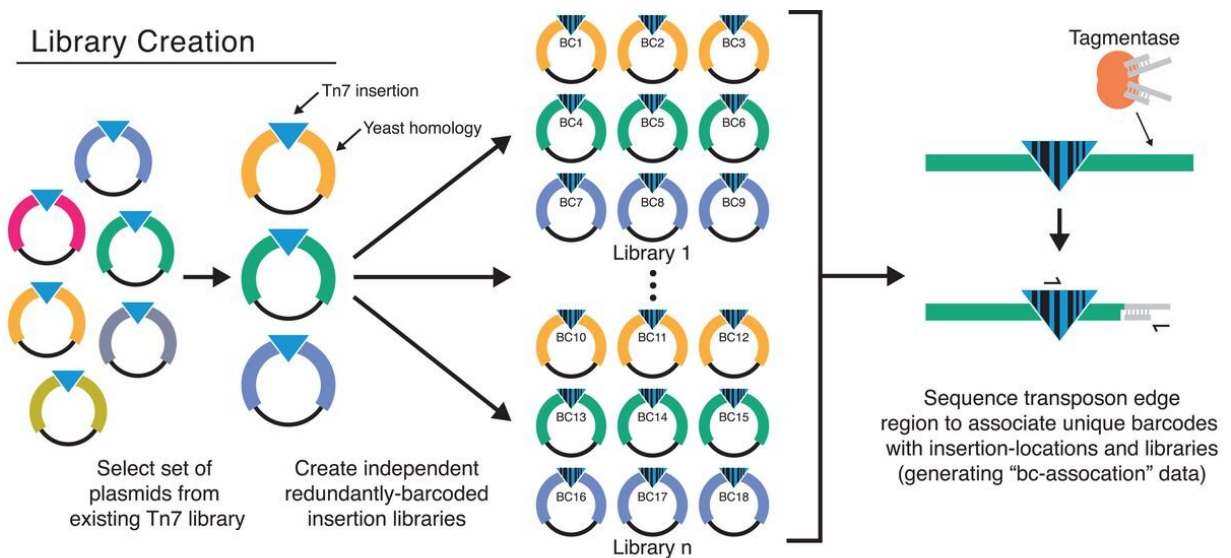 Library Creation
Tn7 insertion
Yeast homology
BC1
BC2
BC3
BC4
BC5
BC6
BC7
BC8
BC9
Library 1
BC10
BC11
BC12
BC13
BC14
BC15
BC16
BC17
BC18
Library n
Tagmentase
Select set of
plasmids from
existing Tn7 library
Create independent
redundantly-barcoded
insertion libraries
Sequence transposon edge
region to associate unique barcodes
with insertion-locations and libraries
(generating “bc-assocation” data)